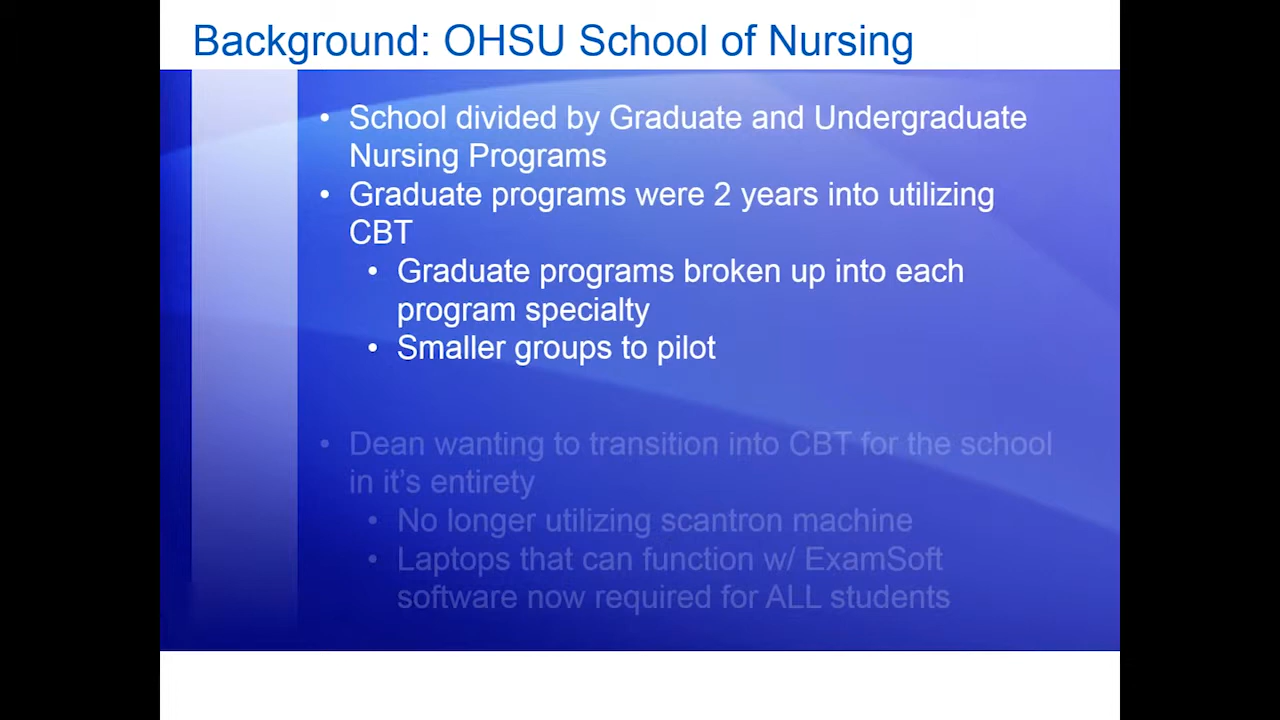 Background: OHSU School of Nursing
• School divided by Graduate and Undergraduate
Nursing Programs
• Graduate programs were 2 years into utilizing
CBT
• Graduate programs broken up into each
program specialty
• Smaller groups to pilot
• Dean wanting to transition into CBT for the school
in it's entirety
• No longer utilizing scantron machine
• Laptops that can function w/ ExamSoft
software now required for ALL students